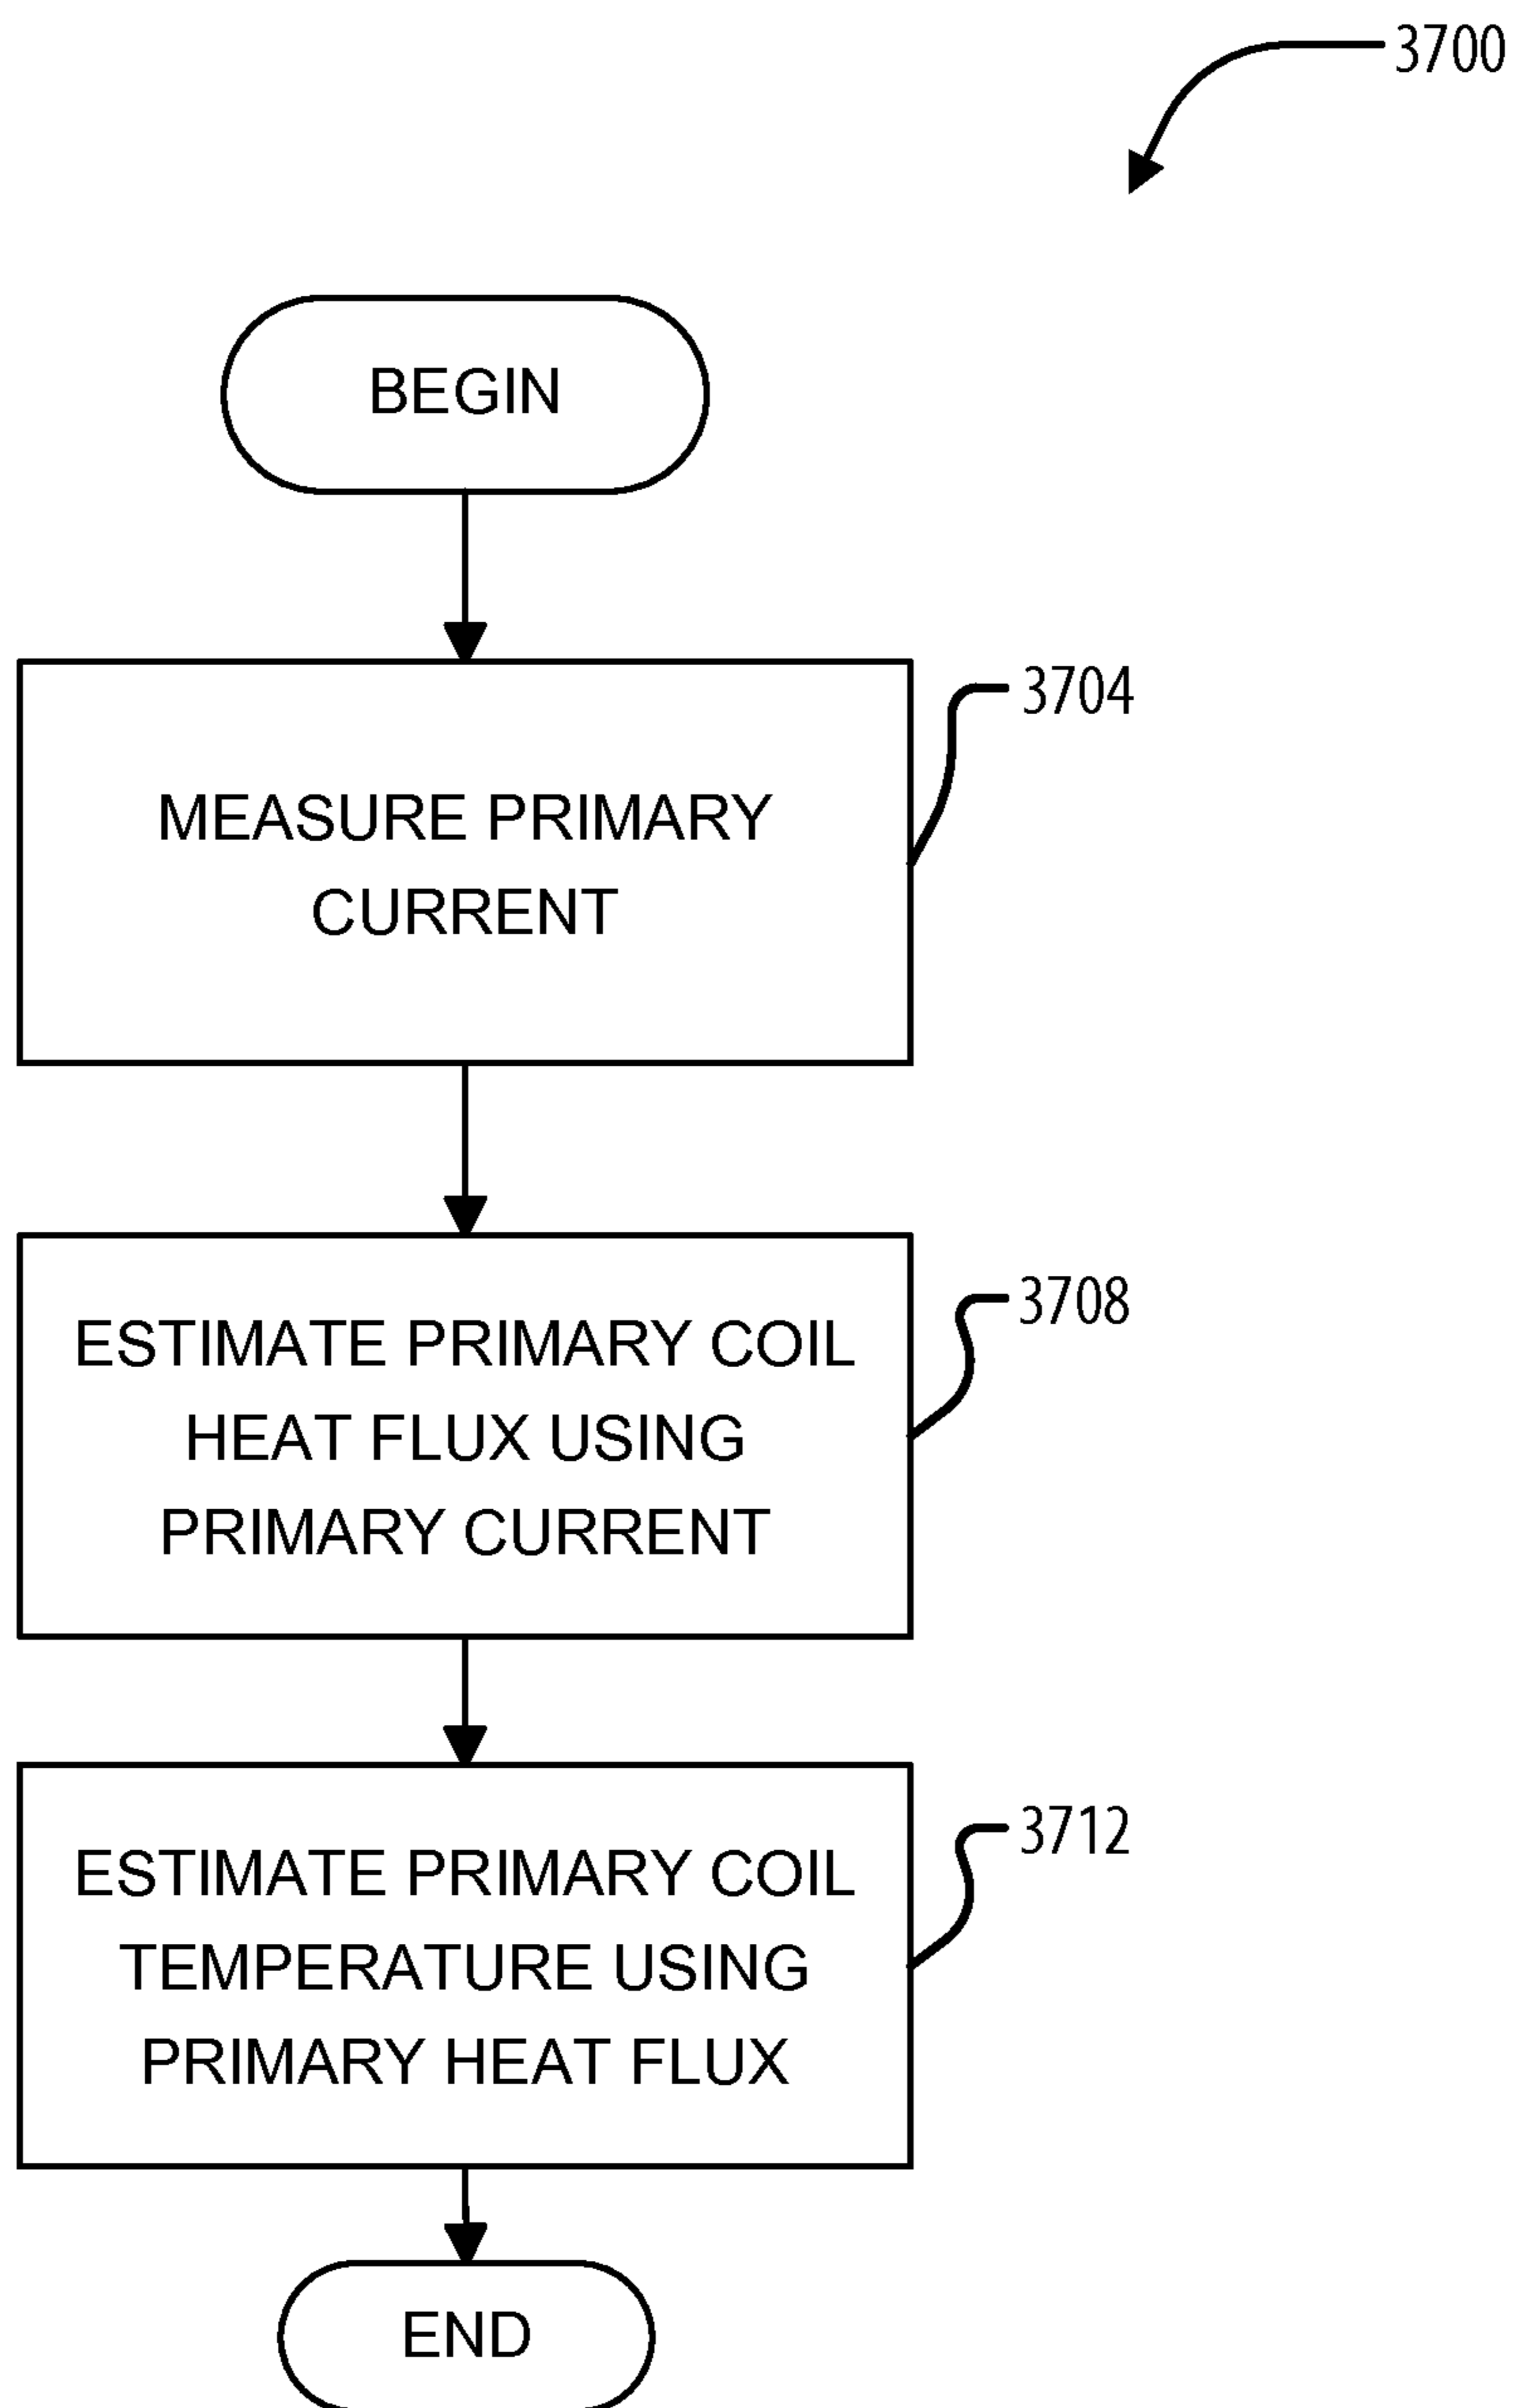 3700
BEGIN
3704
MEASURE PRIMARY
CURRENT
3708
ESTIMATE PRIMARY COIL
HEAT FLUX USING
PRIMARY CURRENT
3712
ESTIMATE PRIMARY COIL
TEMPERATURE USING
PRIMARY HEAT FLUX
END